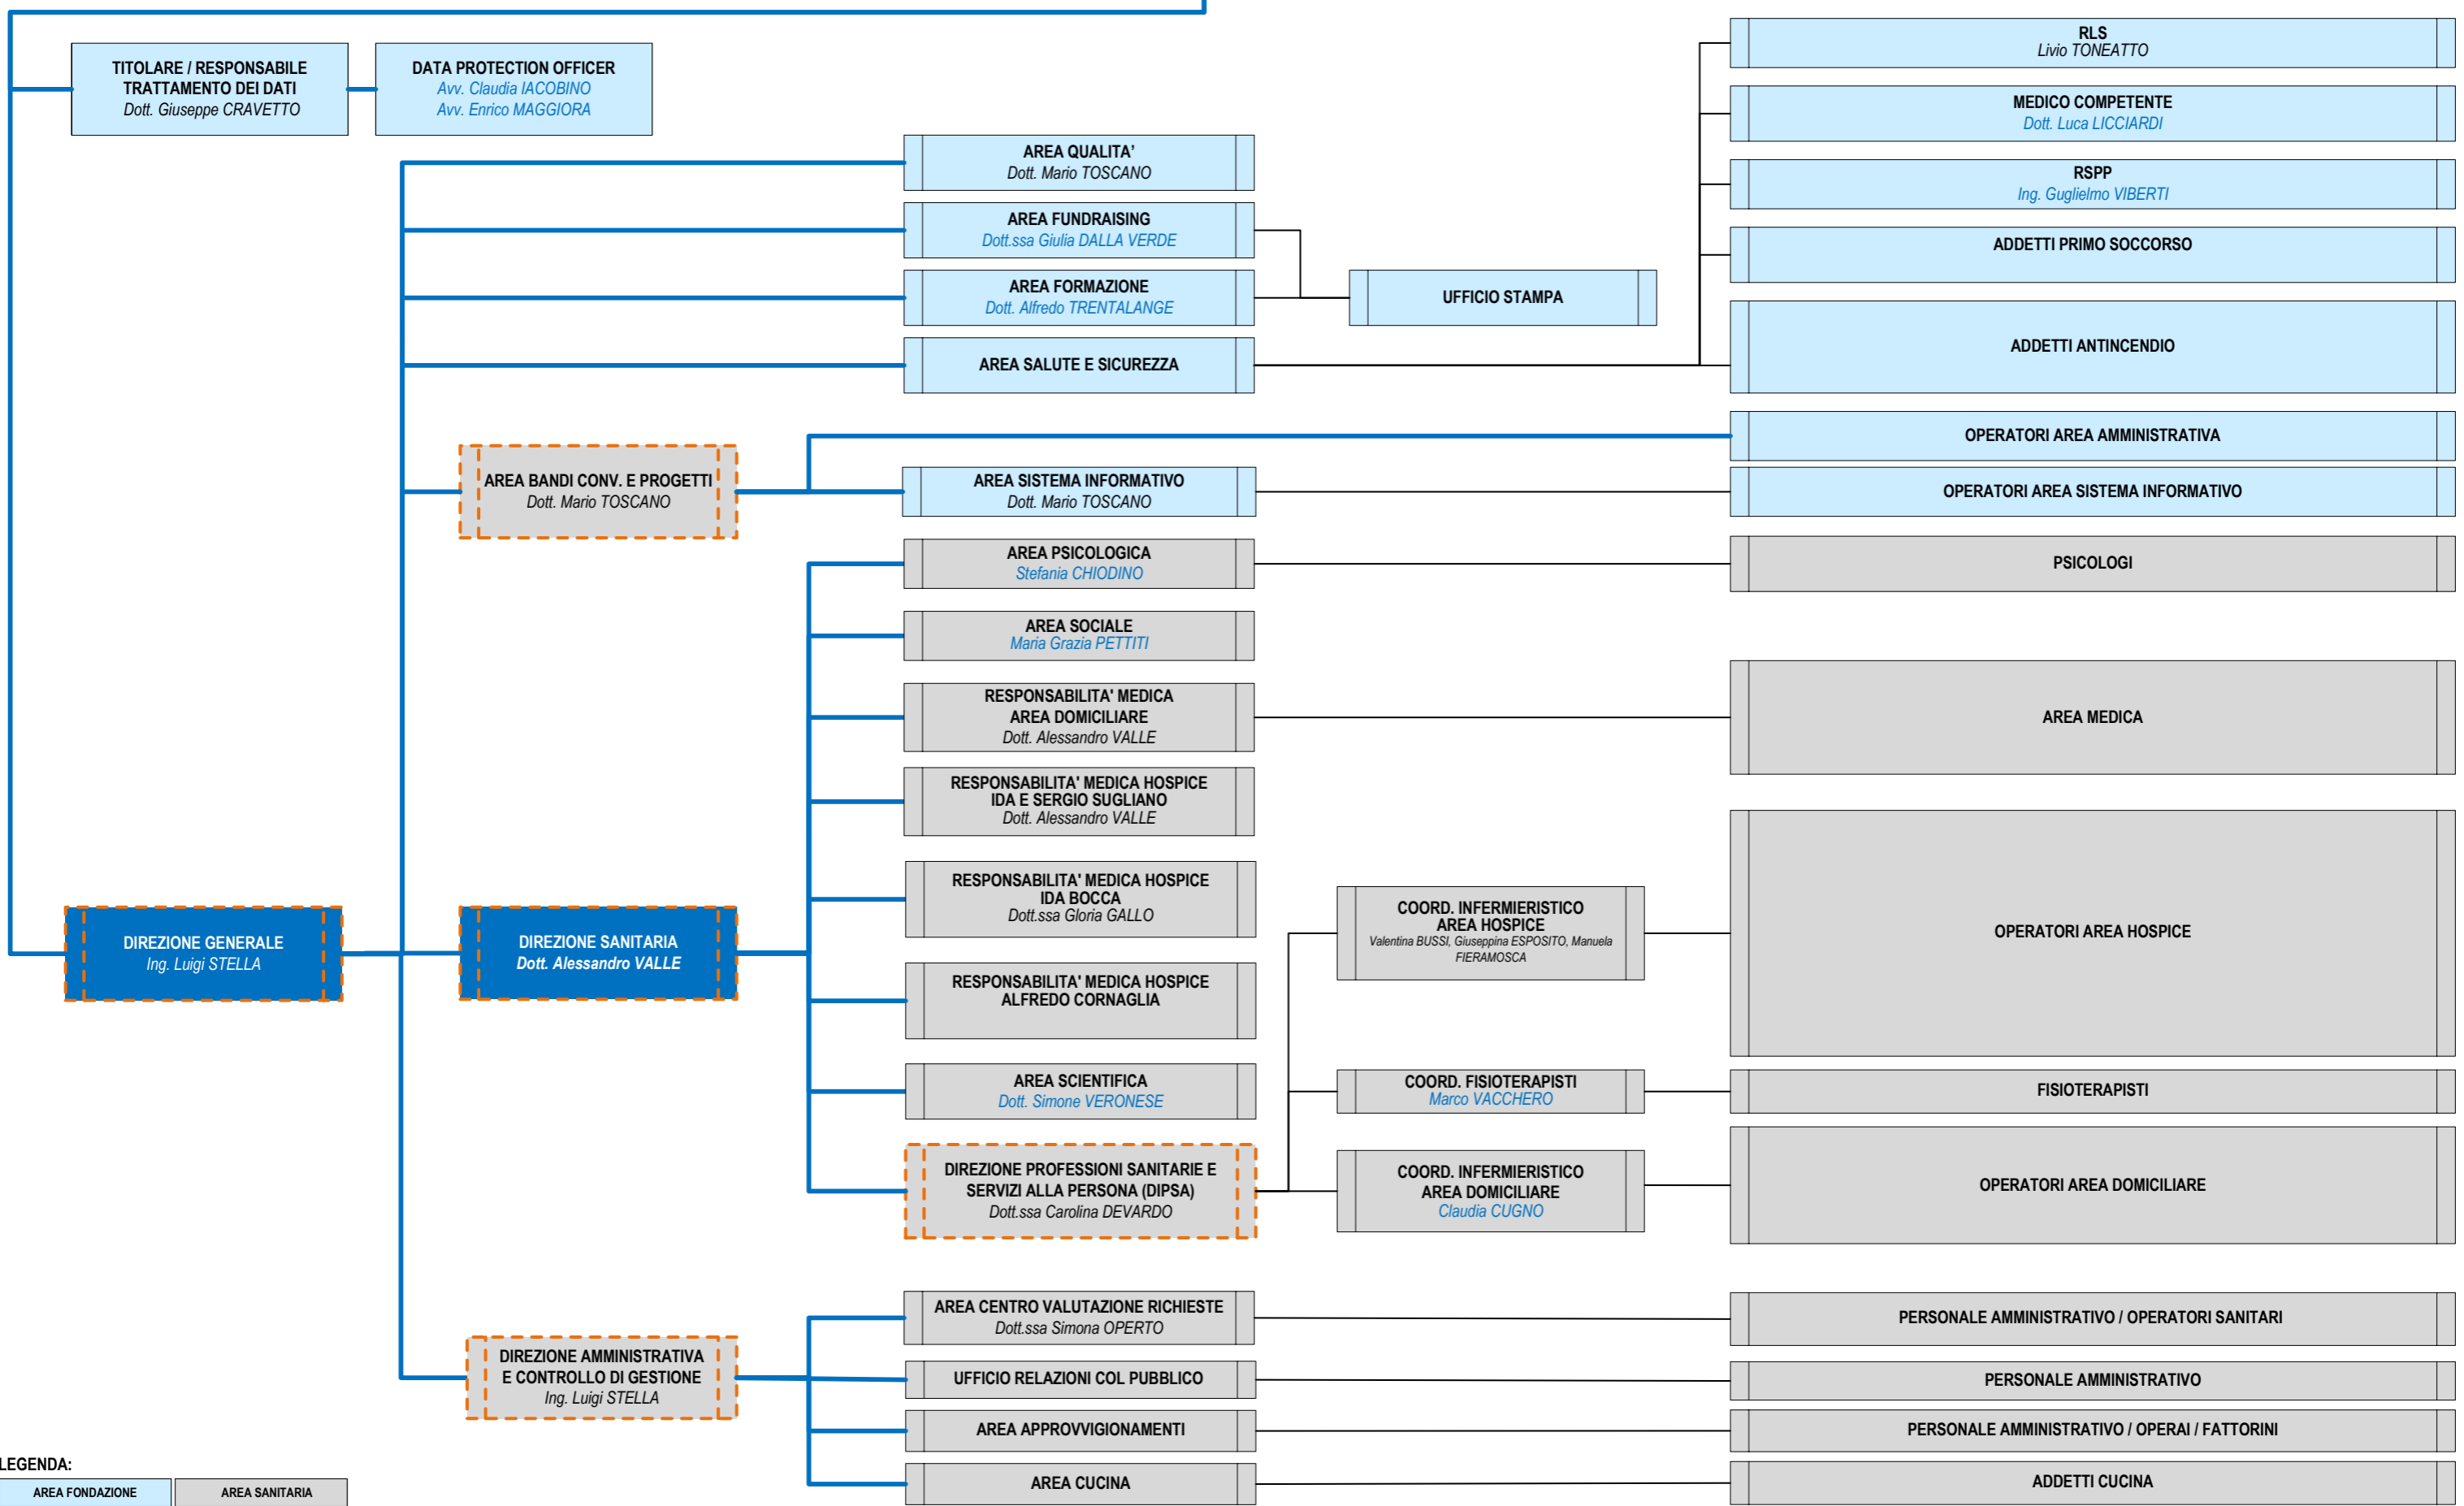 TITOLARE / RESPONSABILE
TRATTAMENTO DEI DATI
Dott. Giuseppe CRAVETTO
DATA PROTECTION OFFICER
Avv. Claudia IACOBINO
Avv. Enrico MAGGIORA
RLS
Livio TONEATTO
MEDICO COMPETENTE
Dott. Luca LICCIARDI
RSPP
Ing. Guglielmo VIBERTI
ADDETTI PRIMO SOCCORSO
ADDETTI ANTINCENDIO
AREA QUALITA'
Dott. Mario TOSCANO
AREA FUNDRAISING
Dott.ssa Giulia DALLA VERDE
AREA FORMAZIONE
Dott. Alfredo TRENTALANGE
UFFICIO STAMPA
AREA SALUTE E SICUREZZA
AREA BANDI CONV. E PROGETTI
Dott. Mario TOSCANO
OPERATORI AREA AMMINISTRATIVA
AREA SISTEMA INFORMATIVO
Dott. Mario TOSCANO
OPERATORI AREA SISTEMA INFORMATIVO
AREA PSICOLOGICA
Stefania CHIODINO
PSICOLOGI
AREA SOCIALE
Maria Grazia PETTITI
RESPONSABILITA' MEDICA
AREA DOMICILIARE
Dott. Alessandro VALLE
AREA MEDICA
RESPONSABILITA' MEDICA HOSPICE
IDA E SERGIO SUGLIANO
Dott. Alessandro VALLE
RESPONSABILITA' MEDICA HOSPICE
IDA BOCCA
Dott.ssa Gloria GALLO
DIREZIONE GENERALE
Ing. Luigi STELLA
DIREZIONE SANITARIA
Dott. Alessandro VALLE
COORD. INFERMIERISTICO
AREA HOSPICE
Valentina BUSSI, Giuseppina ESPOSITO, Manuela
FIERAMOSCA
OPERATORI AREA HOSPICE
RESPONSABILITA' MEDICA HOSPICE
ALFREDO CORNAGLIA
AREA SCIENTIFICA
Dott. Simone VERONESE
COORD. FISIOTERAPISTI
Marco VACCHERO
FISIOTERAPISTI
DIREZIONE PROFESSIONI SANITARIE E
SERVIZI ALLA PERSONA (DIPSA)
Dott.ssa Carolina DEVARDO
COORD. INFERMIERISTICO
AREA DOMICILIARE
Claudia CUGNO
OPERATORI AREA DOMICILIARE
DIREZIONE AMMINISTRATIVA
E CONTROLLO DI GESTIONE
Ing. Luigi STELLA
AREA CENTRO VALUTAZIONE RICHIESTE
Dott.ssa Simona OPERTO
PERSONALE AMMINISTRATIVO / OPERATORI SANITARI
UFFICIO RELAZIONI COL PUBBLICO
PERSONALE AMMINISTRATIVO
AREA APPROVVIGIONAMENTI
PERSONALE AMMINISTRATIVO / OPERAI / FATTORINI
AREA CUCINA
ADDETTI CUCINA
LEGENDA:
AREA FONDAZIONE
AREA SANITARIA